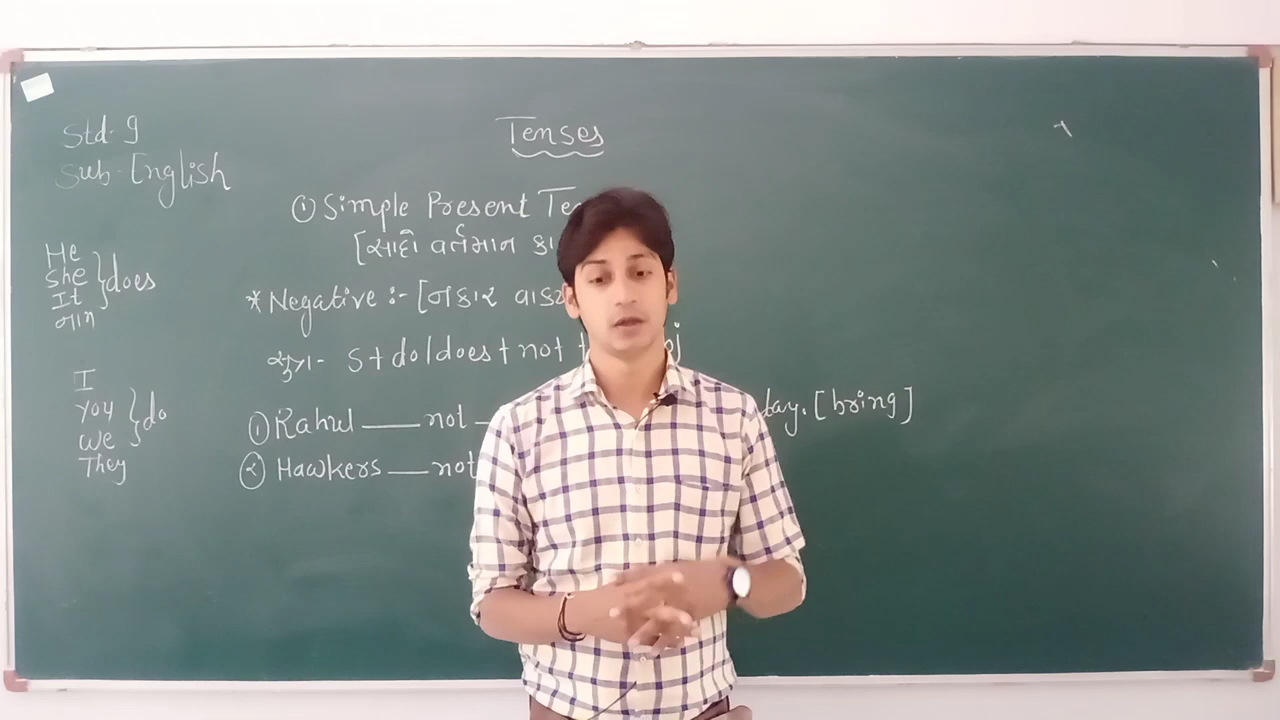 Std- 9
Sub- English
Tenses
① Simple Present
[સાદો વર્તમાન
He
She
It
નામ
} does
* Negative :- [નકાર
સૂત્ર:- S + do/does + not
I
You
We
They
} do
① Rahul ___ not day. [bring]
② Hawkers ___ not